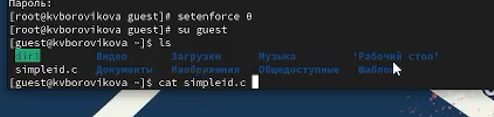 Пароль:
[root@kvborovikova guest]# setenforce 0
[root@kvborovikova guest]# su guest
[guest@kvborovikova ~]$ ls
dir1 Видео Загрузки Музыка 'Рабочий стол'
simpleid.c Документы Изображения Общедоступные Шаблоны
[guest@kvborovikova ~]$ cat simpleid.c